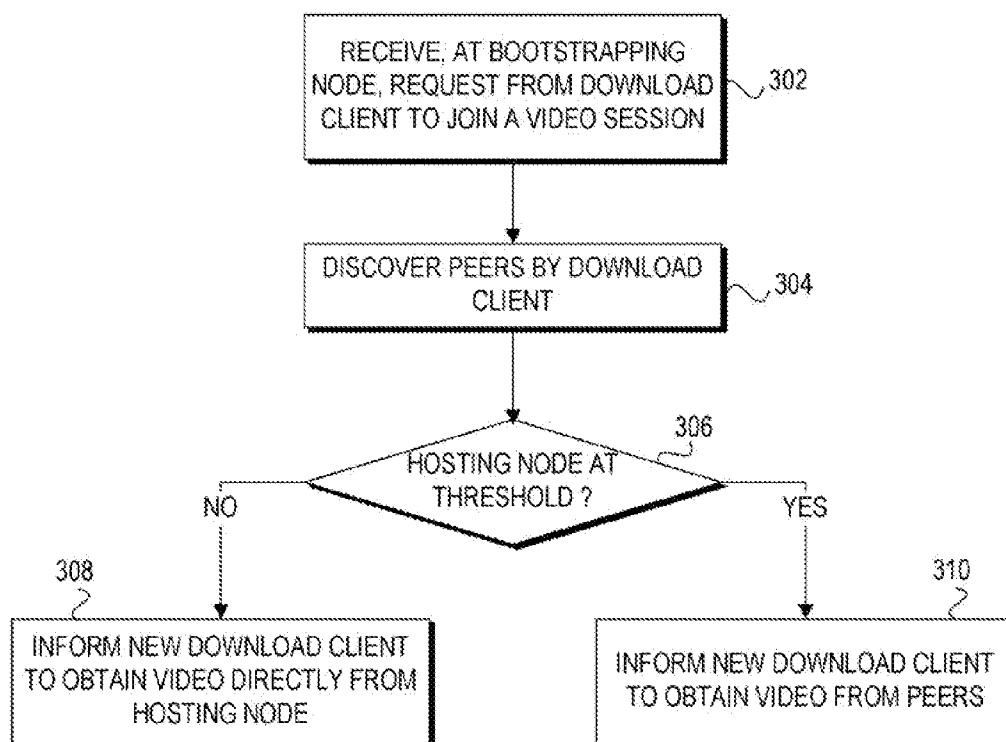 RECEIVE, AT BOOTSTRAPPING
NODE, REQUEST FROM DOWNLOAD
CLIENT TO JOIN A VIDEO SESSION
302
DISCOVER PEERS BY DOWNLOAD
CLIENT
304
306
HOSTING NODE AT
THRESHOLD ?
NO
YES
308
INFORM NEW DOWNLOAD CLIENT
TO OBTAIN VIDEO DIRECTLY FROM
HOSTING NODE
310
INFORM NEW DOWNLOAD CLIENT
TO OBTAIN VIDEO FROM PEERS